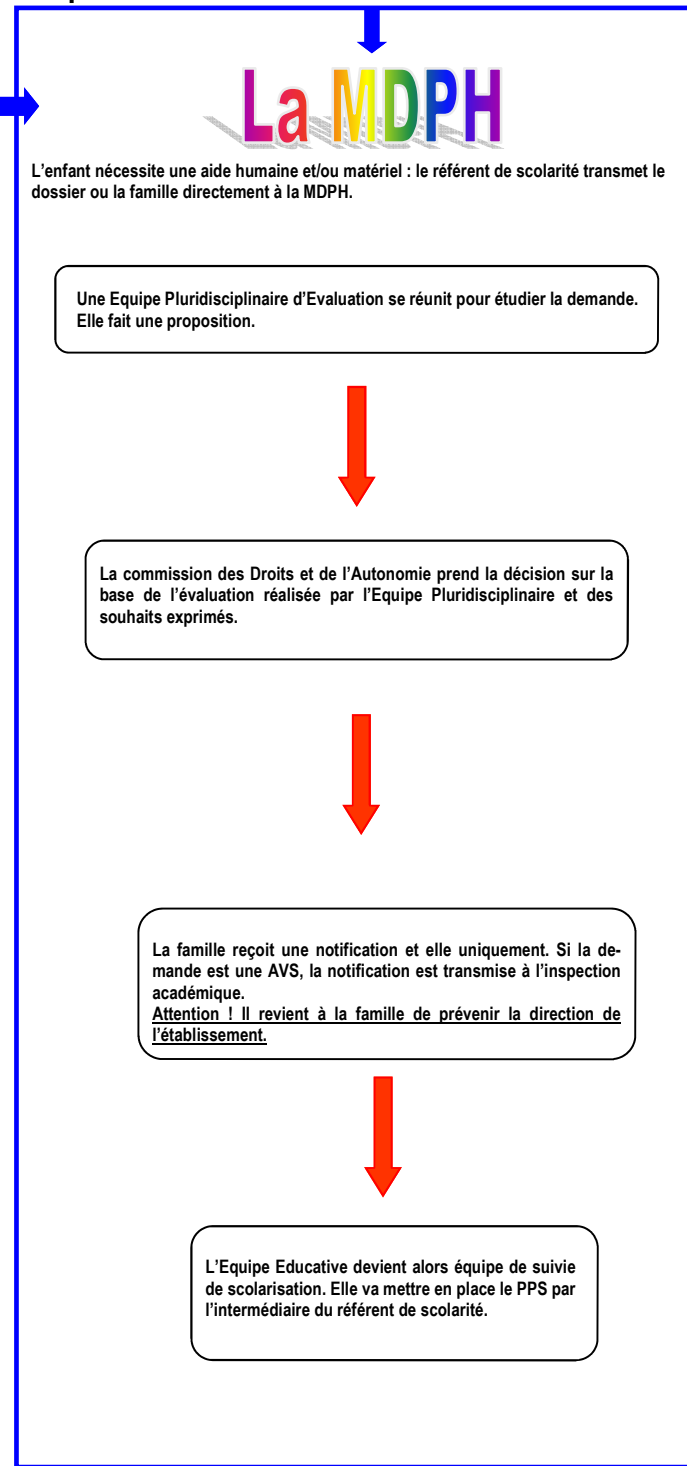 La MDPH
L'enfant nécessite une aide humaine et/ou matériel : le référent de scolarité transmet le
dossier ou la famille directement à la MDPH.
Une Equipe Pluridisciplinaire d'Evaluation se réunit pour étudier la demande.
Elle fait une proposition.
La commission des Droits et de l'Autonomie prend la décision sur la
base de l'évaluation réalisée par l'Equipe Pluridisciplinaire et des
souhaits exprimés.
La famille reçoit une notification et elle uniquement. Si la de-
mande est une AVS, la notification est transmise à l'inspection
académique.
Attention ! Il revient à la famille de prévenir la direction de
l'établissement.
L'Equipe Educative devient alors équipe de suivie
de scolarisation. Elle va mettre en place le PPS par
l'intermédiaire du référent de scolarité.